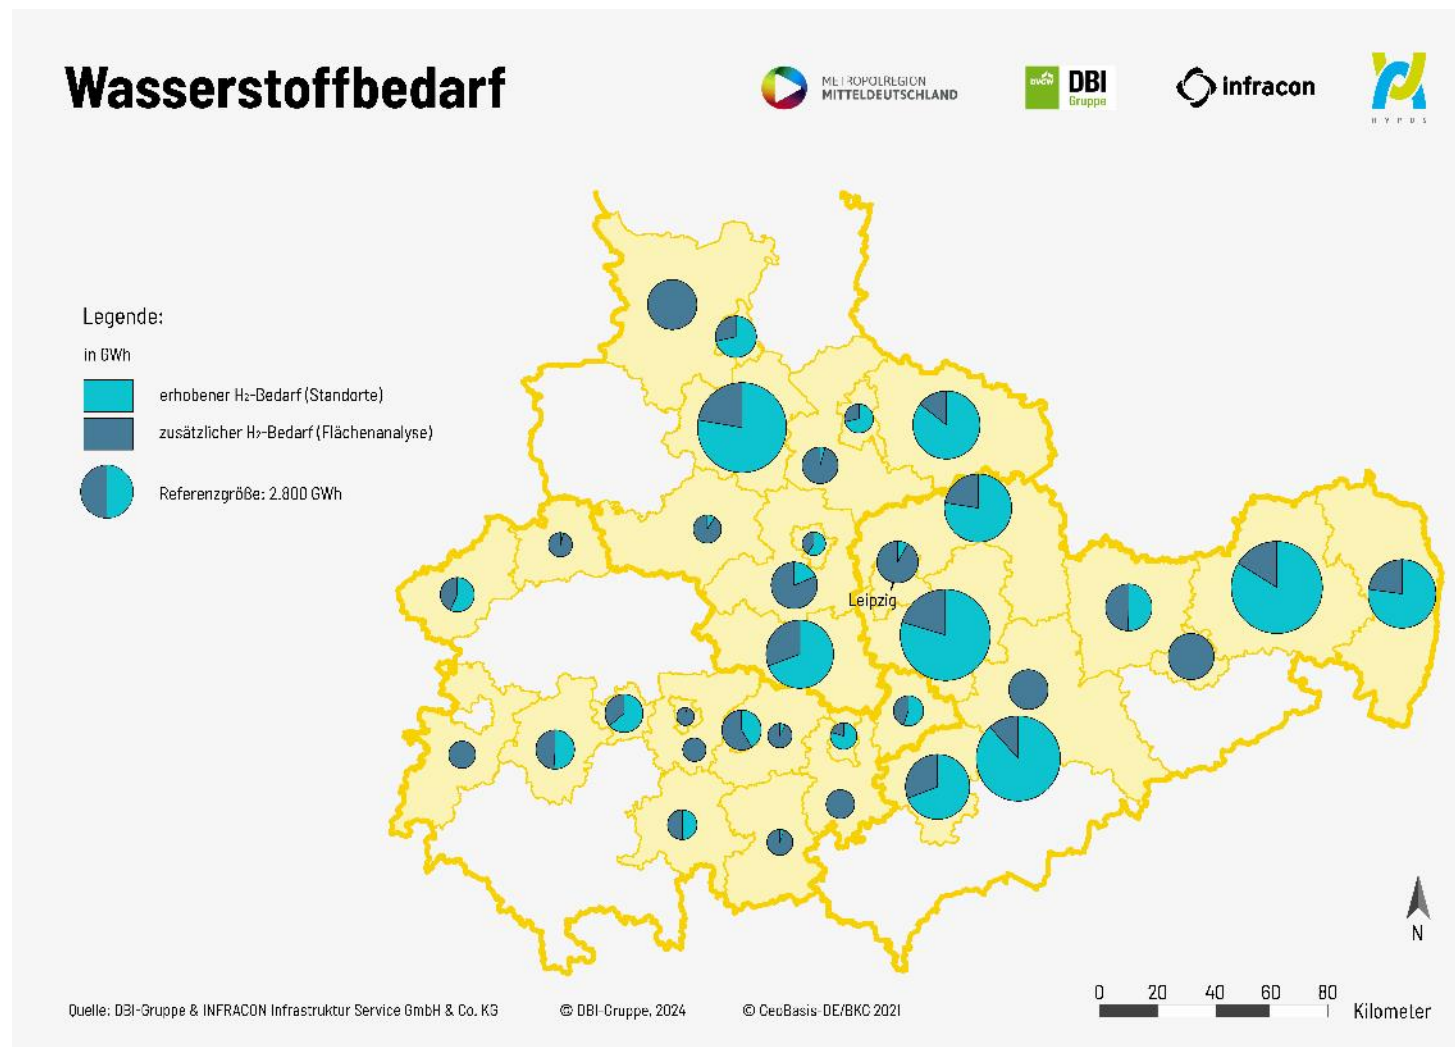 Wasserstoffbedarf
METROPOLREGION
MITTELDEUTSCHLAND
DVGW
DBI
Gruppe
infracon
HYPOS
Legende:
in GWh
erhobener H₂-Bedarf (Standorte)
zusätzlicher H₂-Bedarf (Flächenanalyse)
Referenzgröße: 2.800 GWh
Leipzig
N
0 20 40 60 80
Kilometer
Quelle: DBI-Gruppe & INFRACON Infrastruktur Service GmbH & Co. KG
© DBI-Gruppe, 2024
© GeoBasis-DE/BKG 2021